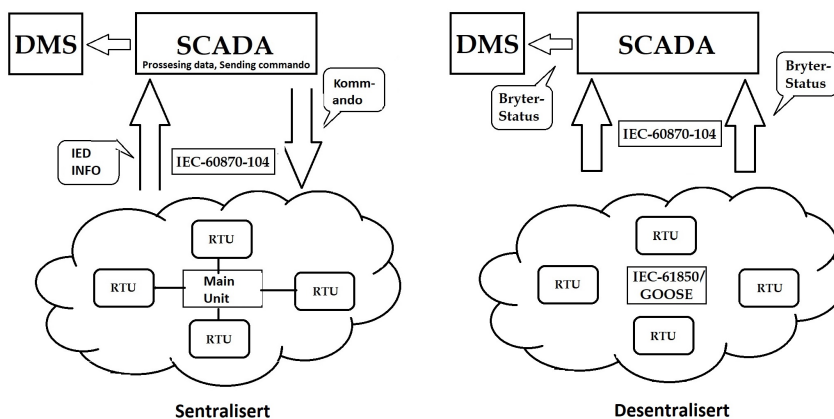 DMS
SCADA
Prossesing data, Sending commando
Komm-
ando
IED
INFO
IEC-60870-104
RTU
RTU
Main
Unit
RTU
RTU
Sentralisert
DMS
SCADA
Bryter-
Status
Bryter-
Status
IEC-60870-104
RTU
RTU
IEC-61850/
GOOSE
RTU
RTU
Desentralisert